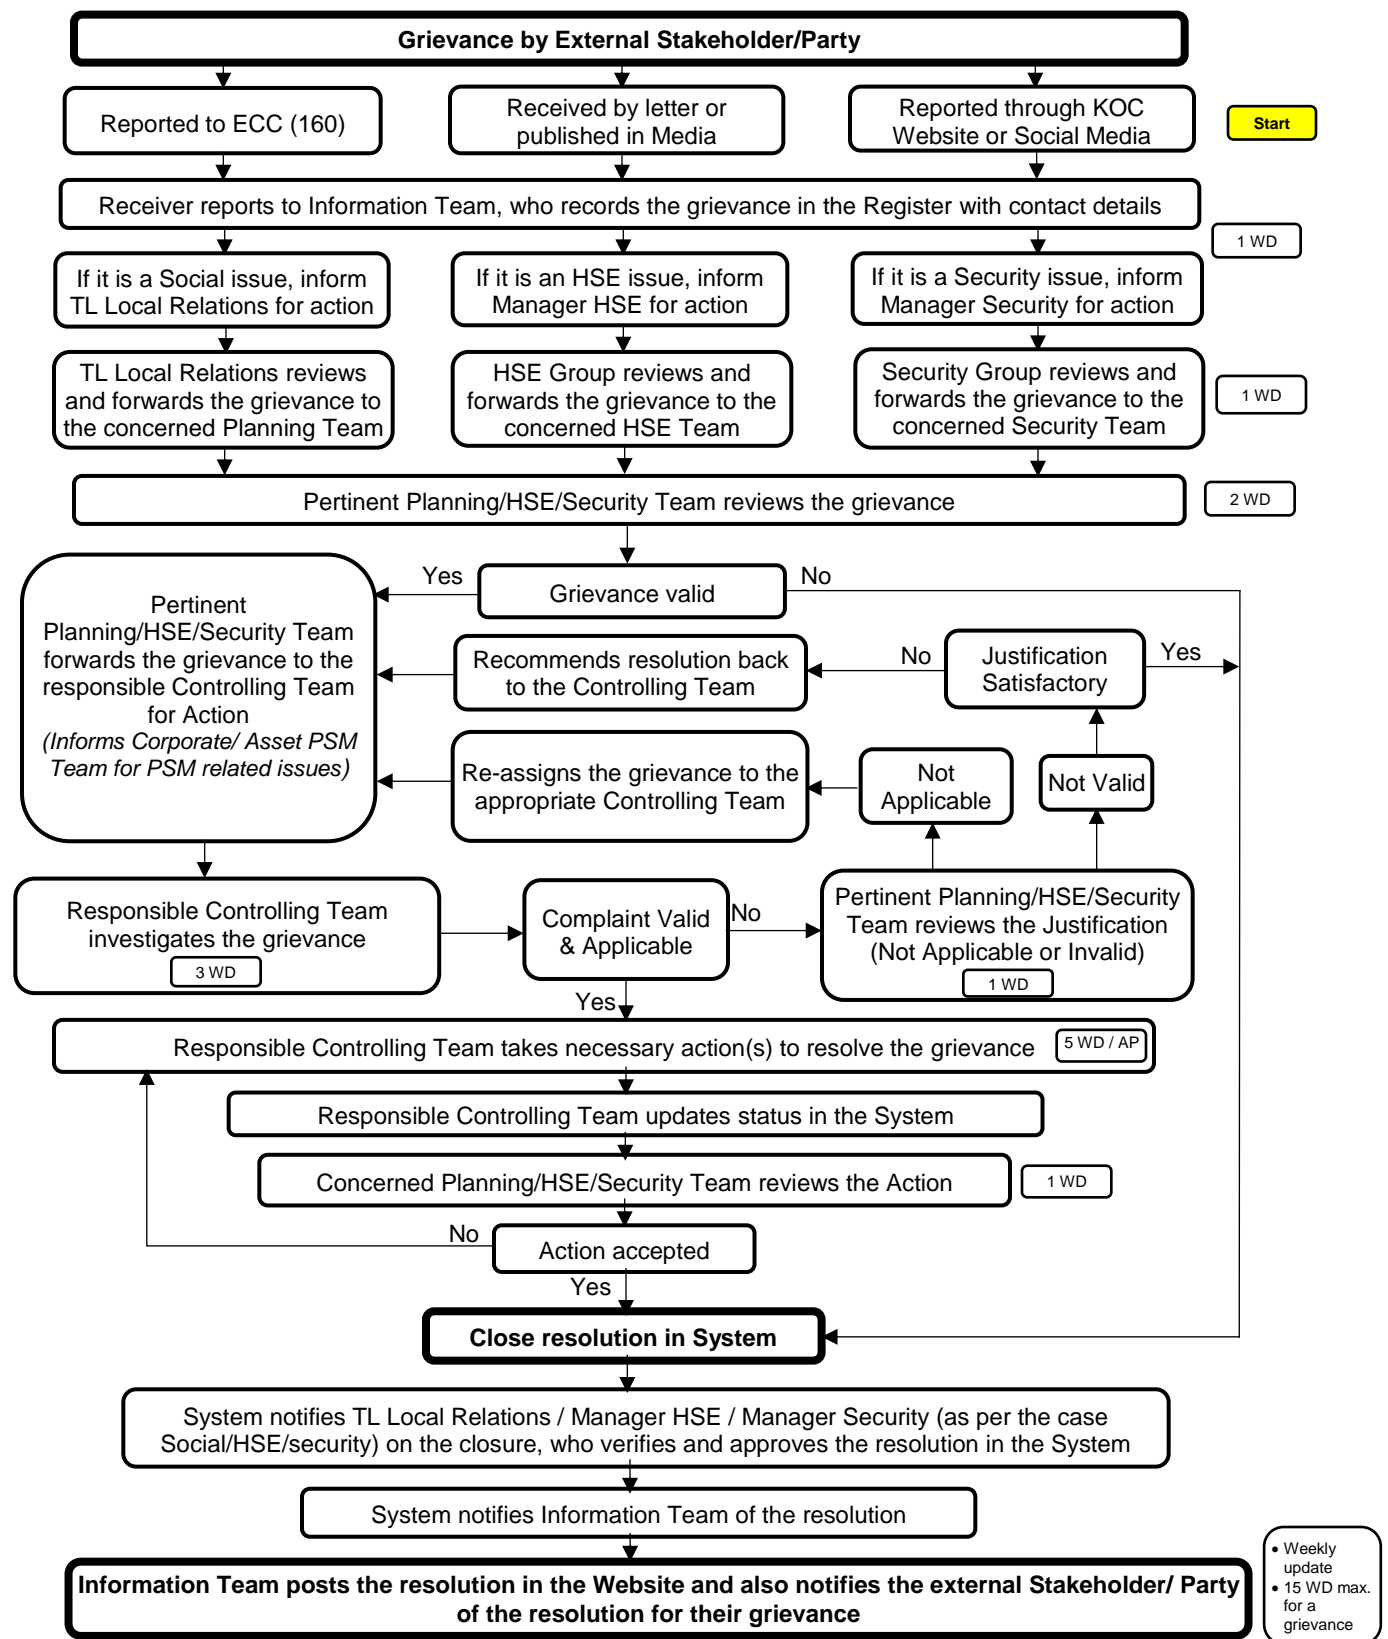 Grievance by External Stakeholder/Party
Reported to ECC (160)
Received by letter or
published in Media
Reported through KOC
Website or Social Media
Start
Receiver reports to Information Team, who records the grievance in the Register with contact details
1 WD
If it is a Social issue, inform
TL Local Relations for action
If it is an HSE issue, inform
Manager HSE for action
If it is a Security issue, inform
Manager Security for action
TL Local Relations reviews
and forwards the grievance to
the concerned Planning Team
HSE Group reviews and
forwards the grievance to the
concerned HSE Team
Security Group reviews and
forwards the grievance to the
concerned Security Team
1 WD
Pertinent Planning/HSE/Security Team reviews the grievance
2 WD
Yes
Grievance valid
No
Pertinent
Planning/HSE/Security Team
forwards the grievance to the
responsible Controlling Team
for Action
(Informs Corporate/ Asset PSM
Team for PSM related issues)
Recommends resolution back
to the Controlling Team
No
Justification
Satisfactory
Yes
Re-assigns the grievance to the
appropriate Controlling Team
Not
Applicable
Not Valid
Responsible Controlling Team
investigates the grievance
3 WD
Complaint Valid
& Applicable
No
Pertinent Planning/HSE/Security
Team reviews the Justification
(Not Applicable or Invalid)
1 WD
Yes
Responsible Controlling Team takes necessary action(s) to resolve the grievance
5 WD / AP
Responsible Controlling Team updates status in the System
Concerned Planning/HSE/Security Team reviews the Action
1 WD
No
Action accepted
Yes
Close resolution in System
System notifies TL Local Relations / Manager HSE / Manager Security (as per the case
Social/HSE/security) on the closure, who verifies and approves the resolution in the System
System notifies Information Team of the resolution
Information Team posts the resolution in the Website and also notifies the external Stakeholder/ Party
of the resolution for their grievance
• Weekly
update
• 15 WD max.
for a
grievance